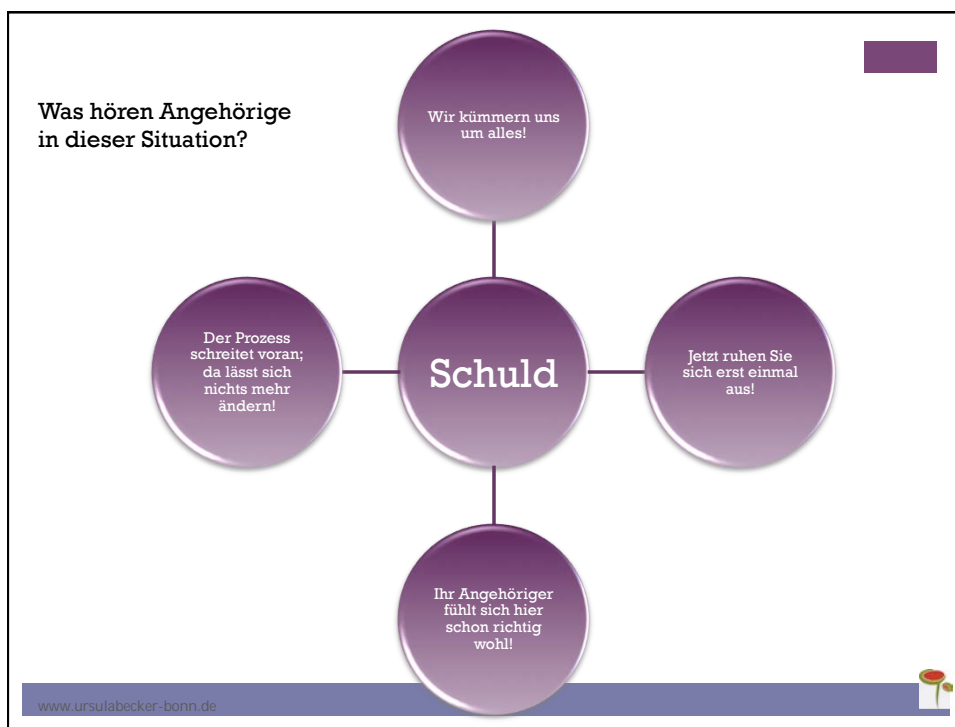 Was hören Angehörige
in dieser Situation?
Wir kümmern uns
um alles!
Der Prozess
schreitet voran;
da lässt sich
nichts mehr
ändern!
Schuld
Jetzt ruhen Sie
sich erst einmal
aus!
Ihr Angehöriger
fühlt sich hier
schon richtig
wohl!
www.ursulabecker-bonn.de